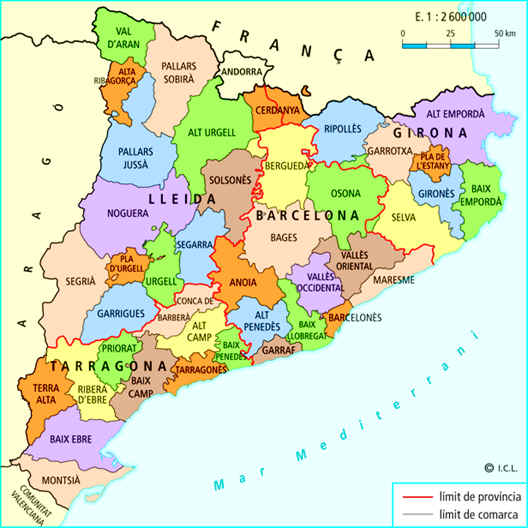 E. 1 : 2 600 000
0 25 50 km
FRANÇA
ARAGÓ
VAL
D'ARAN
ALTA
RIBAGORÇA
PALLARS
SOBIRÀ
ANDORRA
CERDANYA
ALT URGELL
RIPOLLÈS
ALT EMPORDÀ
GIRONA
GARROTXA
PLA DE
L'ESTANY
PALLARS
JUSSÀ
BERGUEDÀ
SOLSONÈS
OSONA
GIRONÈS
BAIX
EMPORDÀ
LLEIDA
NOGUERA
BARCELONA
SELVA
BAGES
SEGARRA
VALLÈS
ORIENTAL
PLA
D'URGELL
SEGRIÀ
URGELL
ANOIA
VALLÈS
OCCIDENTAL
MARESME
CONCA DE
BARBERÀ
GARRIGUES
ALT
PENEDÈS
BARCELONÈS
ALT
CAMP
BAIX
LLOBREGAT
PRIORAT
BAIX
PENEDÈS
GARRAF
TARRAGONA
TARRAGONÈS
TERRA
ALTA
RIBERA
D'EBRE
BAIX
CAMP
BAIX EBRE
MONTSIÀ
COMUNITAT
VALENCIANA
Mar Mediterrani
© I.C.L.
límit de província
límit de comarca